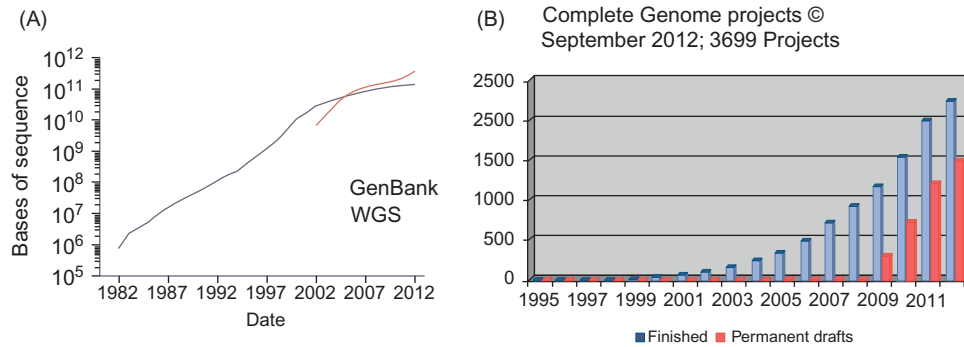 (A)
Bases of sequence
10^12
10^11
10^10
10^9
10^8
10^7
10^6
10^5
GenBank
WGS
1982 1987 1992 1997 2002 2007 2012
Date
(B)
Complete Genome projects ©
September 2012; 3699 Projects
2500
2500
1500
1000
500
0
1995 1997 1999 2001 2003 2005 2007 2009 2011
Finished Permanent drafts